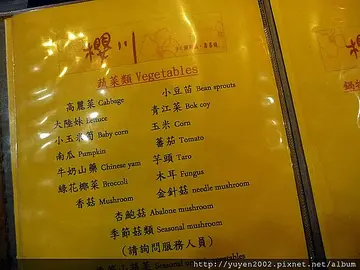 櫻川
蔬菜類 Vegetables
高麗菜 Cabbage
小豆苗 Bean sprouts
大陸妹 Lettuce
青江菜 Bok coy
小玉米筍 Baby corn
玉米 Corn
南瓜 Pumpkin
蕃茄 Tomato
牛奶山藥 Chinese yam
芋頭 Taro
綠花椰菜 Broccoli
木耳 Fungus
香菇 Mushroom
金針菇 needle mushroom
杏鮑菇 Abalone mushroom
季節菇類 Seasonal mushroom
(請詢問服務人員)
http://yuyen2002.pixnet.net/album